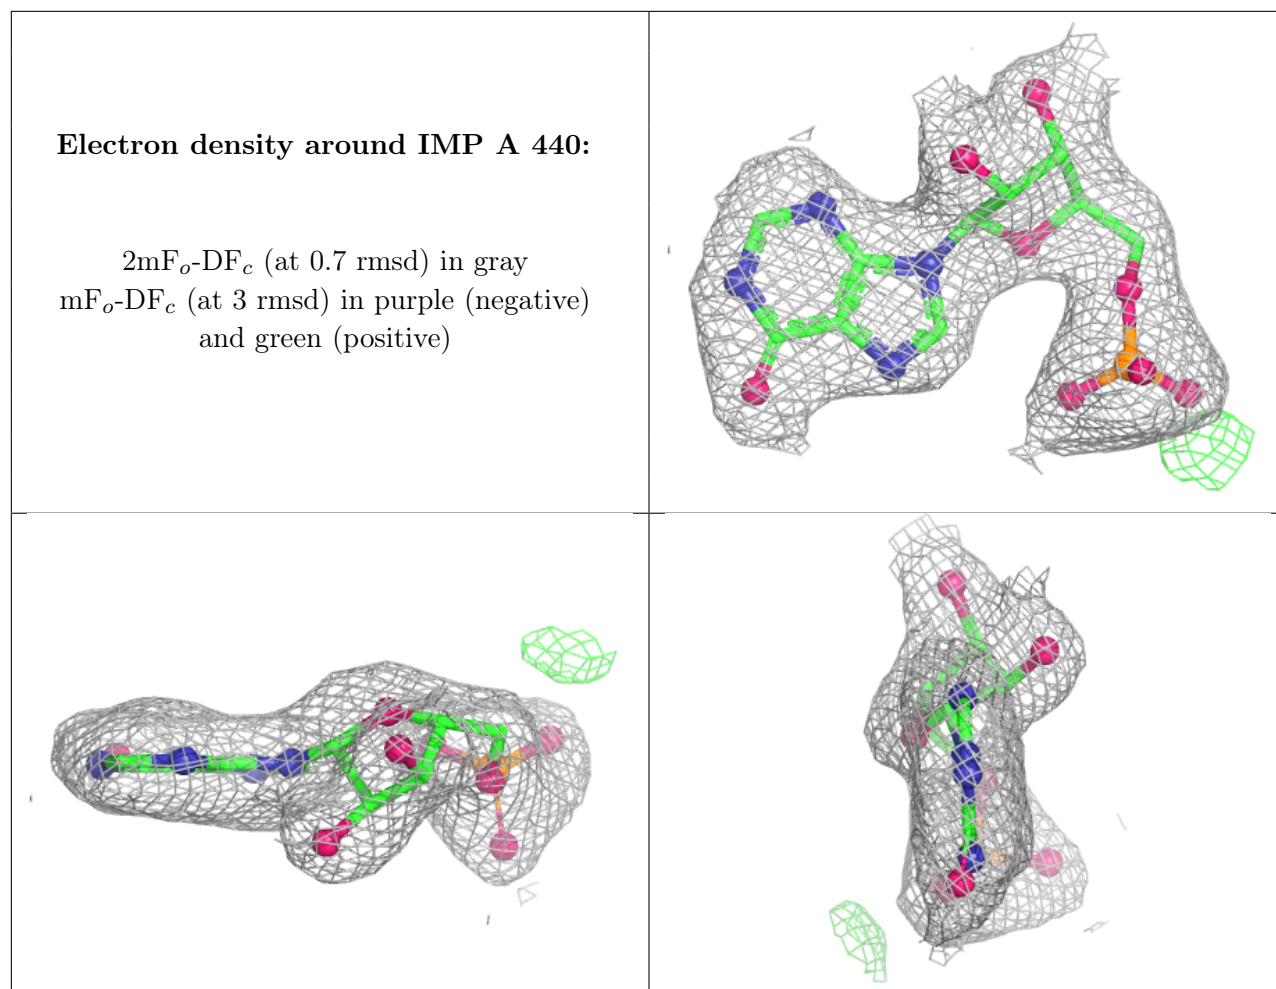 Electron density around IMP A 440:
2mFₒ-DF𝒸 (at 0.7 rmsd) in gray
mFₒ-DF𝒸 (at 3 rmsd) in purple (negative)
and green (positive)